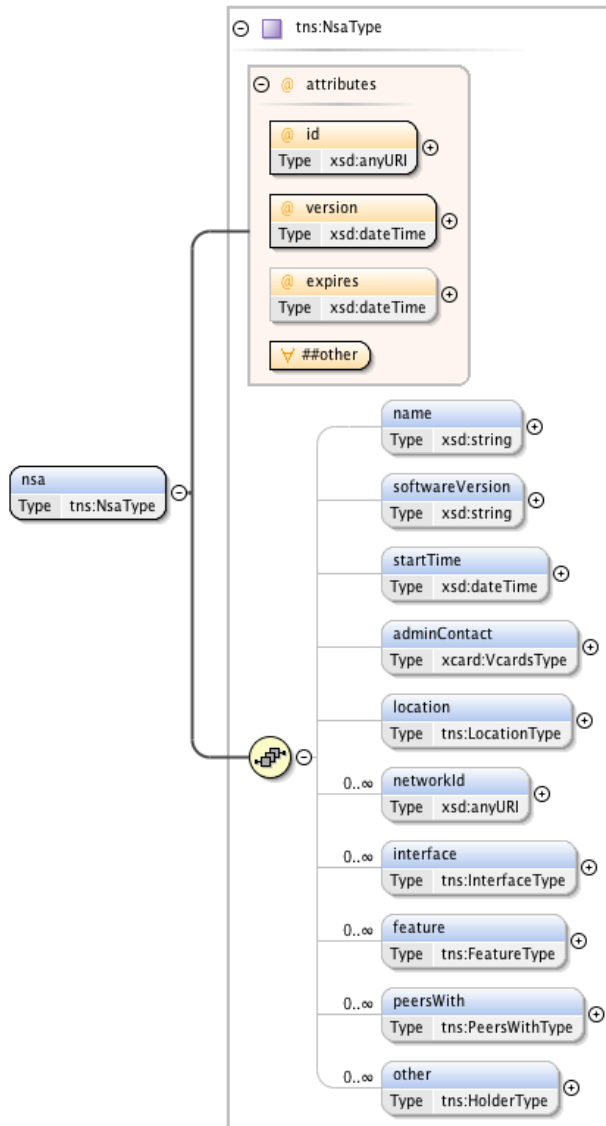 tns:NsaType
@ attributes
@ id
Type xsd:anyURI
@ version
Type xsd:dateTime
@ expires
Type xsd:dateTime
∀ ##other
nsa
Type tns:NsaType
name
Type xsd:string
softwareVersion
Type xsd:string
startTime
Type xsd:dateTime
adminContact
Type xcard:VcardsType
location
Type tns:LocationType
0..∞ networkId
Type xsd:anyURI
0..∞ interface
Type tns:InterfaceType
0..∞ feature
Type tns:FeatureType
0..∞ peersWith
Type tns:PeersWithType
0..∞ other
Type tns:HolderType